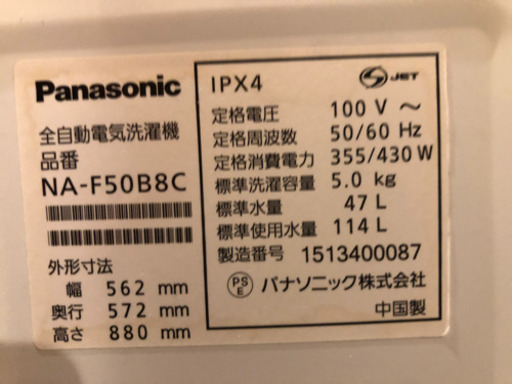 Panasonic
全自動電気洗濯機
品番
NA-F50B8C
外形寸法
幅 562 mm
奥行 572 mm
高さ 880 mm
IPX4
S JET
定格電圧 100 V ～
定格周波数 50/60 Hz
定格消費電力 355/430 W
標準洗濯容量 5.0 kg
標準水量 47 L
標準使用水量 114 L
製造番号 1513400087
PS E パナソニック株式会社
中国製